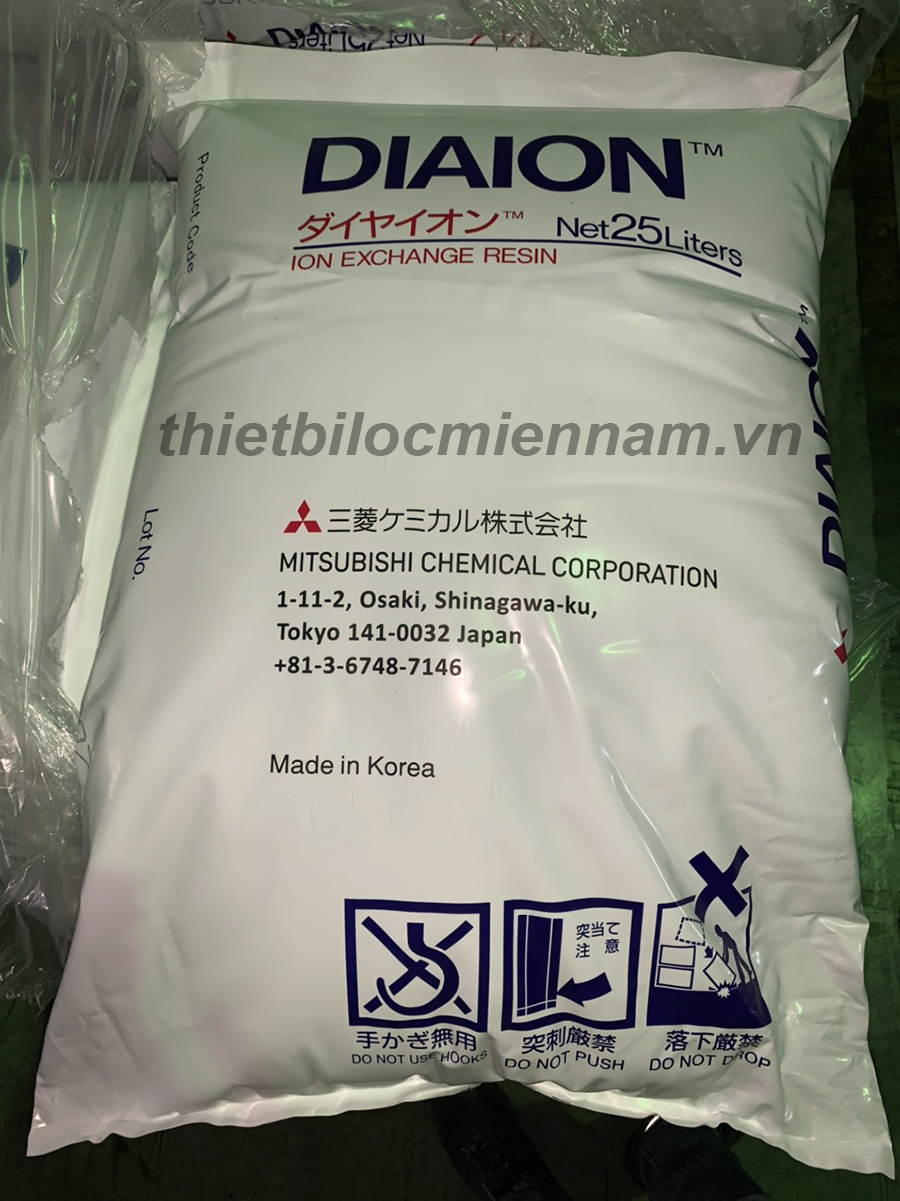 DIAION™
ダイヤイオン™ Net25Liters
ION EXCHANGE RESIN
Product Code
thietbilocmiennam.vn
Lot No.
三菱ケミカル株式会社
MITSUBISHI CHEMICAL CORPORATION
1-11-2, Osaki, Shinagawa-ku,
Tokyo 141-0032 Japan
+81-3-6748-7146
Made in Korea
突当て
注意
手かぎ無用
DO NOT USE HOOKS
突刺厳禁
DO NOT PUSH
落下厳禁
DO NOT DROP
DIAION
Net25Liters